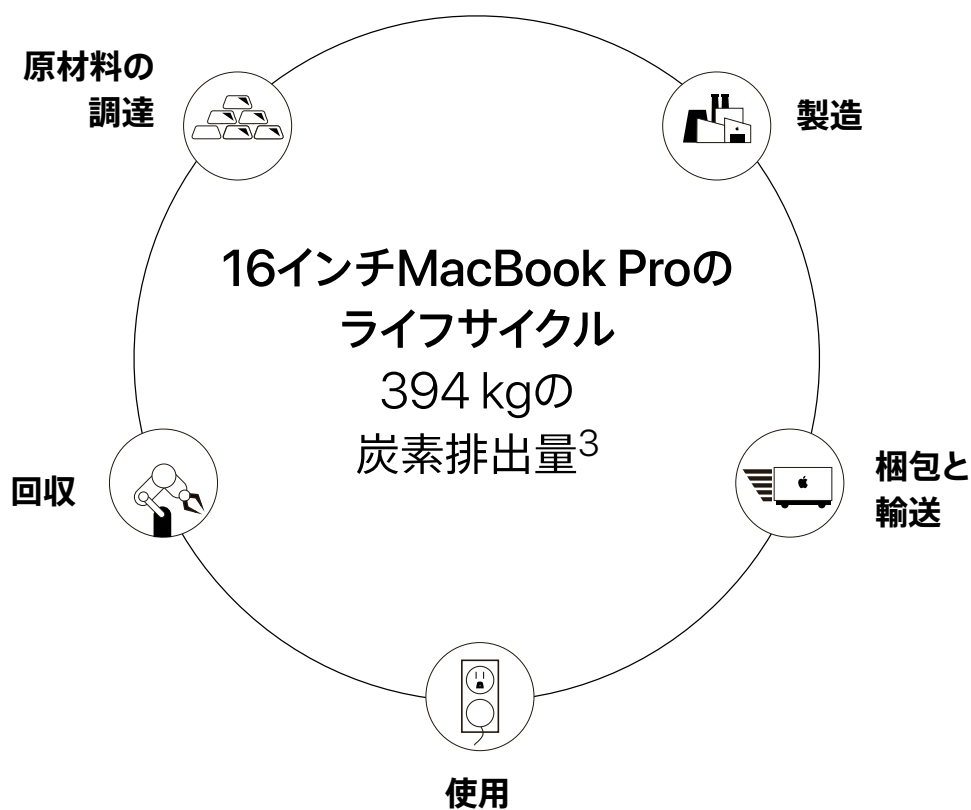 原材料の
調達
製造
16インチMacBook Proの
ライフサイクル
394 kgの
炭素排出量3
梱包と
輸送
回収
使用